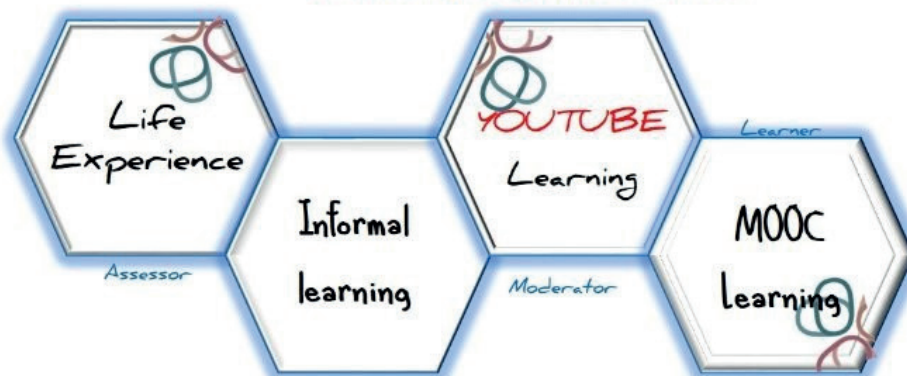 Life
Experience
Assessor
Informal
learning
YOUTUBE
Learning
Moderator
Learner
MOOC
Learning